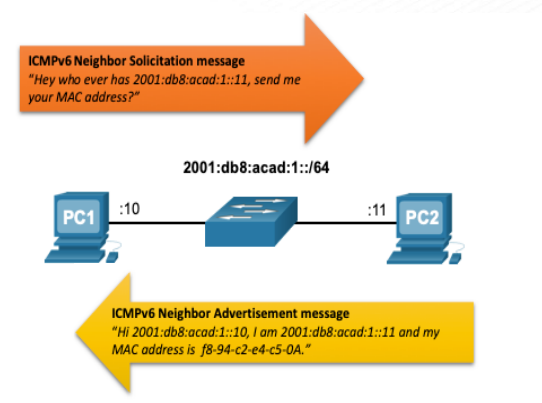 ICMPv6 Neighbor Solicitation message
"Hey who ever has 2001:db8:acad:1::11, send me
your MAC address?"
2001:db8:acad:1::/64
PC1
:10
:11
PC2
ICMPv6 Neighbor Advertisement message
"Hi 2001:db8:acad:1::10, I am 2001:db8:acad:1::11 and my
MAC address is  f8-94-c2-e4-c5-0A."